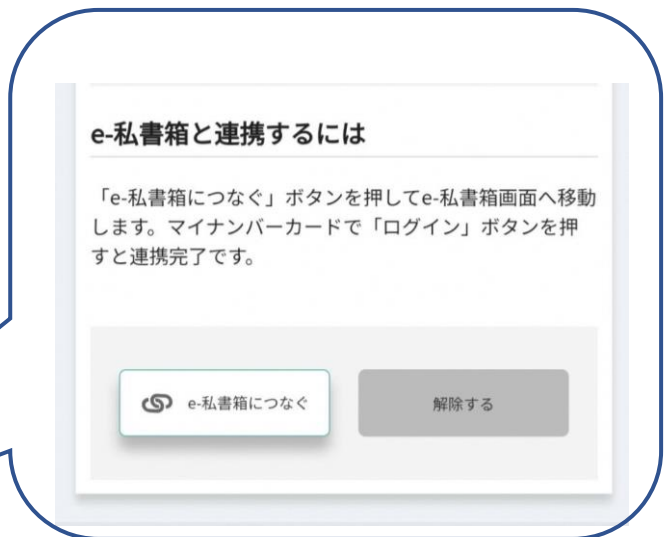 e-私書箱と連携するには
「e-私書箱につなぐ」ボタンを押してe-私書箱画面へ移動
します。マイナンバーカードで「ログイン」ボタンを押
すと連携完了です。
e-私書箱につなぐ
解除する